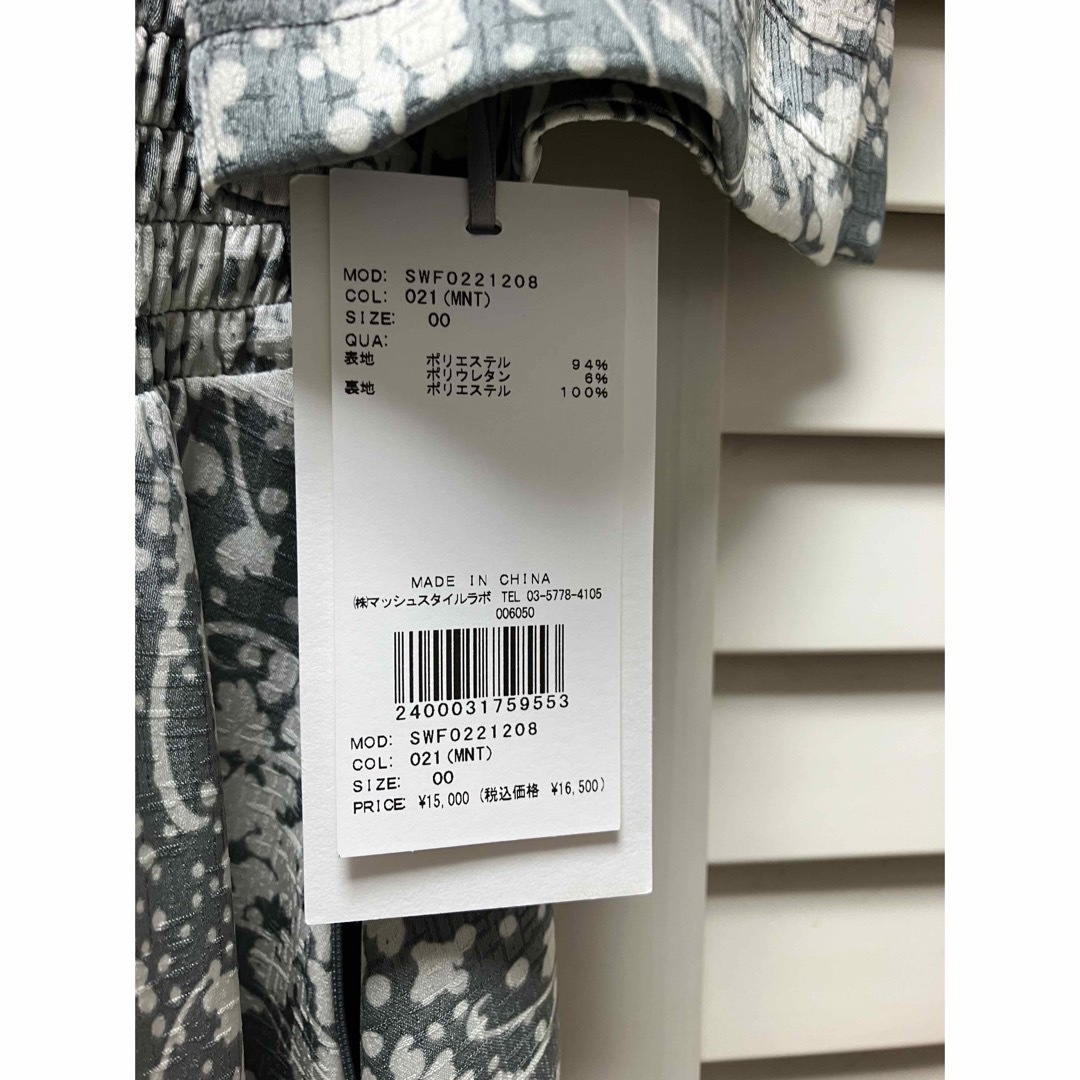 MOD: SWF0221208
COL: 021(MNT)
SIZE: 00
QUA:
表地 ポリエステル 94%
ポリウレタン 6%
裏地 ポリエステル 100%
MADE IN CHINA
㈱マッシュスタイルラボ TEL 03-5778-4105
006050
2400031759553
MOD: SWF0221208
COL: 021(MNT)
SIZE: 00
PRICE: ¥15,000 (税込価格 ¥16,500)